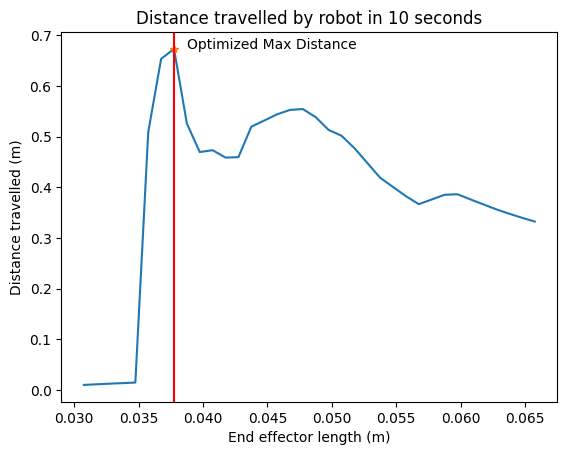 Distance travelled by robot in 10 seconds
Optimized Max Distance
Distance travelled (m)
0.7
0.6
0.5
0.4
0.3
0.2
0.1
0.0
0.030 0.035 0.040 0.045 0.050 0.055 0.060 0.065
End effector length (m)